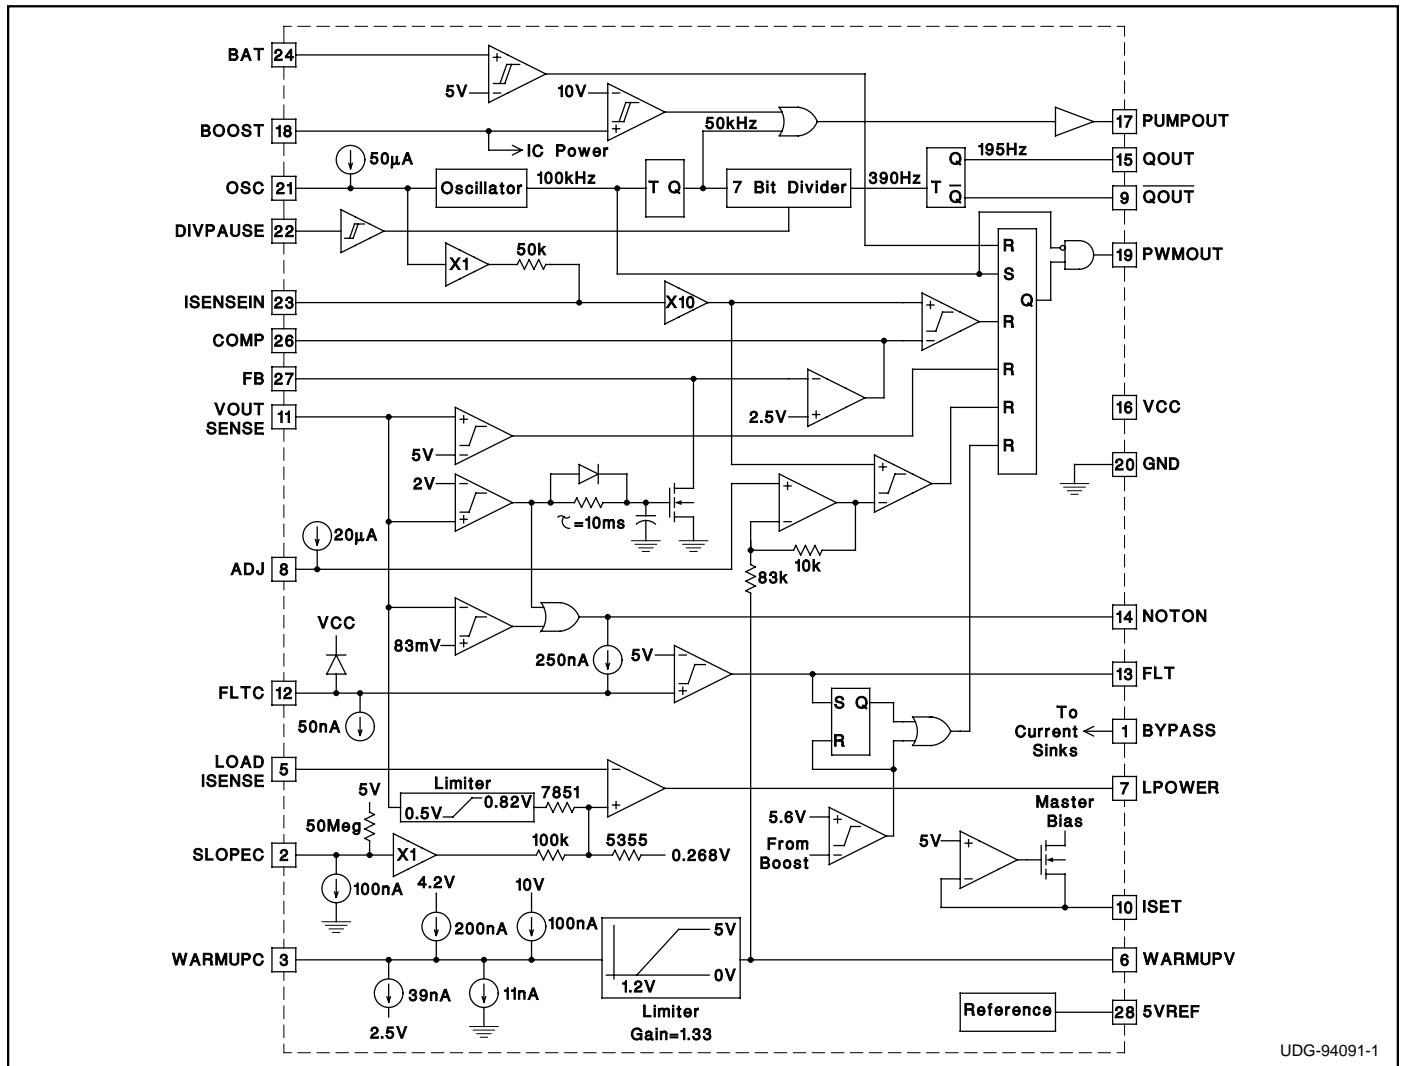 BAT 24
5V
10V
BOOST 18
IC Power
50kHz
17 PUMPOUT
50µA
OSC 21
Oscillator
100kHz
T Q
7 Bit Divider
390Hz
T Q Q
195Hz
15 QOUT
9 QOUT
DIVPAUSE 22
X1
50k
R
S
Q
R
R
R
R
19 PWMOUT
ISENSEIN 23
X10
COMP 26
FB 27
2.5V
VOUT
SENSE 11
5V
16 VCC
2V
τ=10ms
20 GND
20µA
ADJ 8
10k
83k
83mV
14 NOTON
VCC
250nA
5V
FLTC 12
50nA
13 FLT
S Q
R
To
Current
Sinks
1 BYPASS
LOAD
ISENSE 5
Limiter
0.5V 0.82V
7851
7 LPOWER
5V
50Meg
SLOPEC 2
X1
100k
5355
0.268V
100nA
5.6V
From
Boost
Master
Bias
5V
10 ISET
4.2V
200nA
10V
100nA
WARMUPC 3
39nA
2.5V
11nA
5V
0V
1.2V
Limiter
Gain=1.33
6 WARMUPV
Reference
28 5VREF
UDG-94091-1